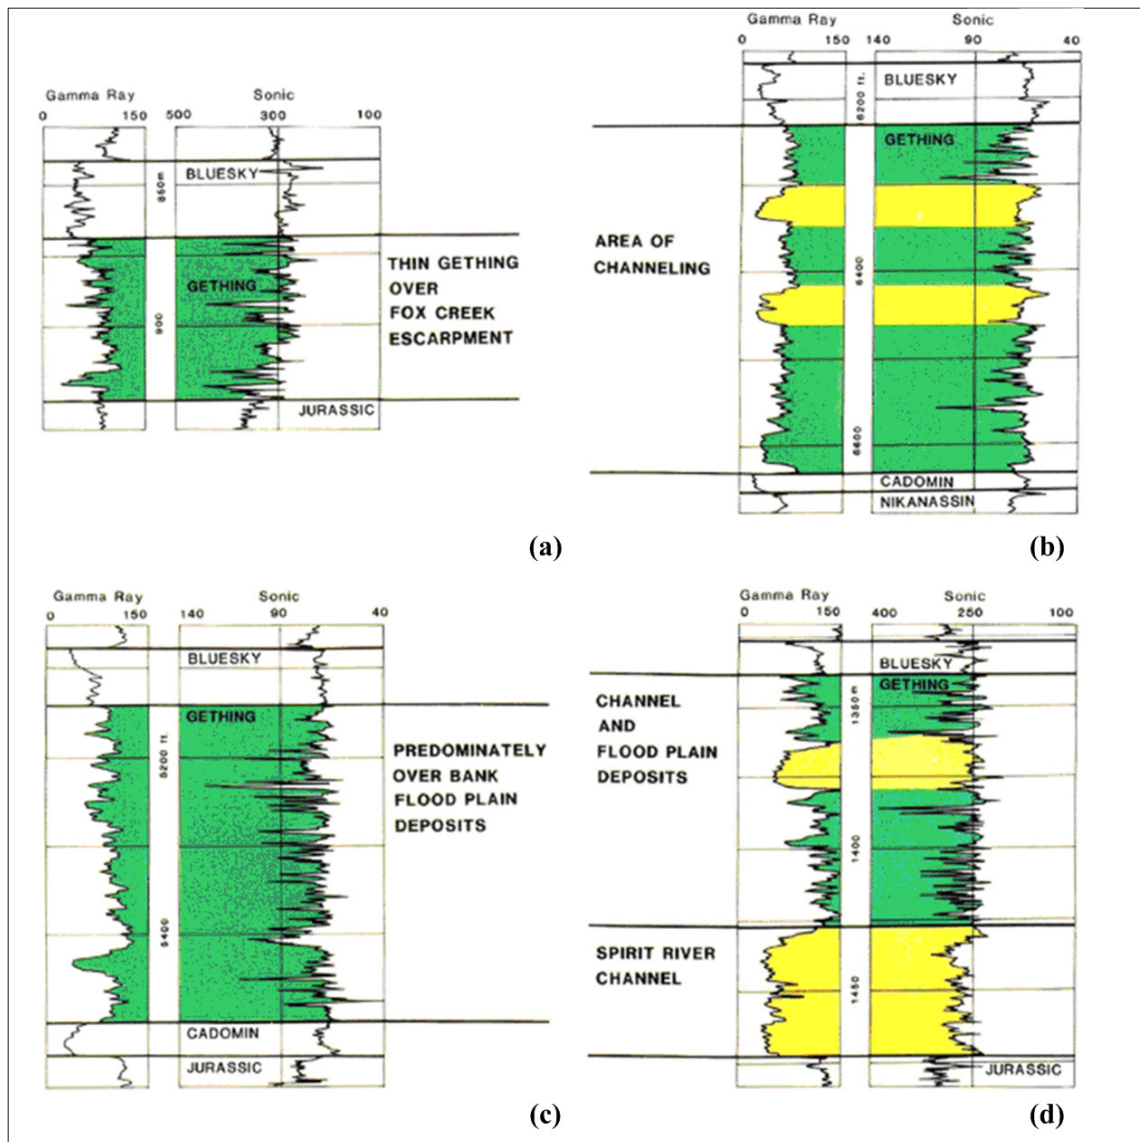 Gamma Ray Sonic
0 150 500 300 100
BLUESKY
850m
GETHING
900
JURASSIC
THIN GETHING
OVER
FOX CREEK
ESCARPMENT
(a)
Gamma Ray Sonic
0 150 140 90 40
BLUESKY
6200 ft.
GETHING
AREA OF
CHANNELING
6400
6600
CADOMIN
NIKANASSIN
(b)
Gamma Ray Sonic
0 150 140 90 40
BLUESKY
GETHING
5200 ft.
PREDOMINATELY
OVER BANK
FLOOD PLAIN
DEPOSITS
5400
CADOMIN
JURASSIC
(c)
Gamma Ray Sonic
0 150 400 250 100
BLUESKY
GETHING
1350m
CHANNEL
AND
FLOOD PLAIN
DEPOSITS
1400
SPIRIT RIVER
CHANNEL
1450
JURASSIC
(d)